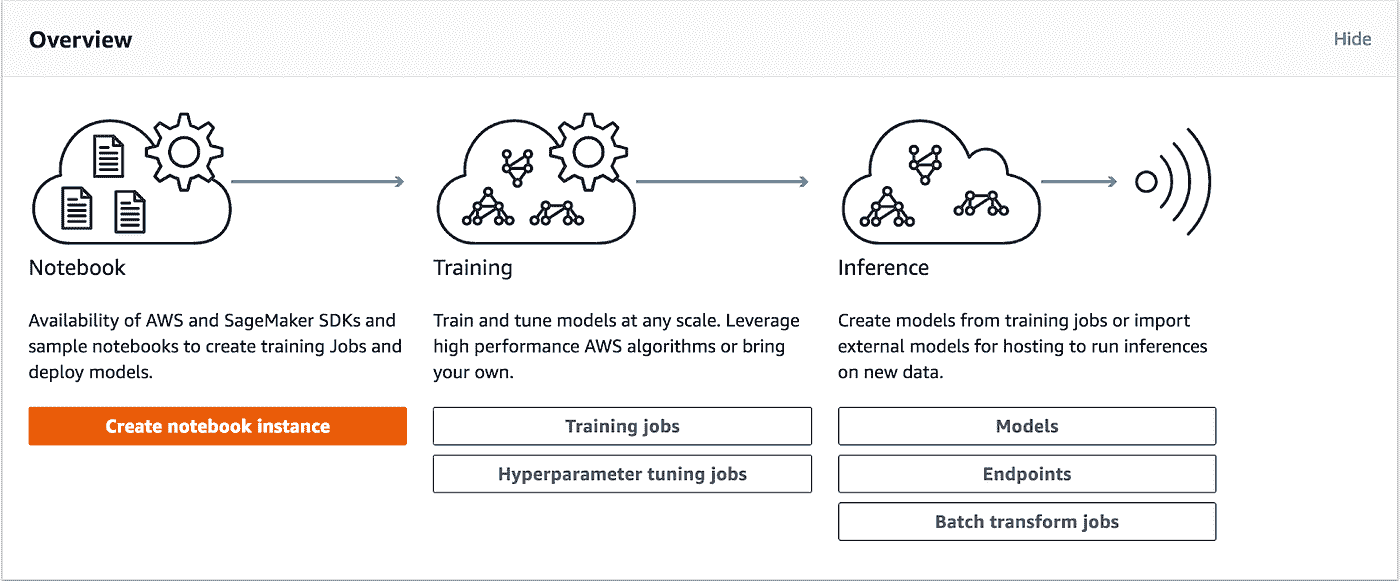 Overview
Hide
Notebook
Availability of AWS and SageMaker SDKs and
sample notebooks to create training Jobs and
deploy models.
Create notebook instance
Training
Train and tune models at any scale. Leverage
high performance AWS algorithms or bring
your own.
Training jobs
Hyperparameter tuning jobs
Inference
Create models from training jobs or import
external models for hosting to run inferences
on new data.
Models
Endpoints
Batch transform jobs